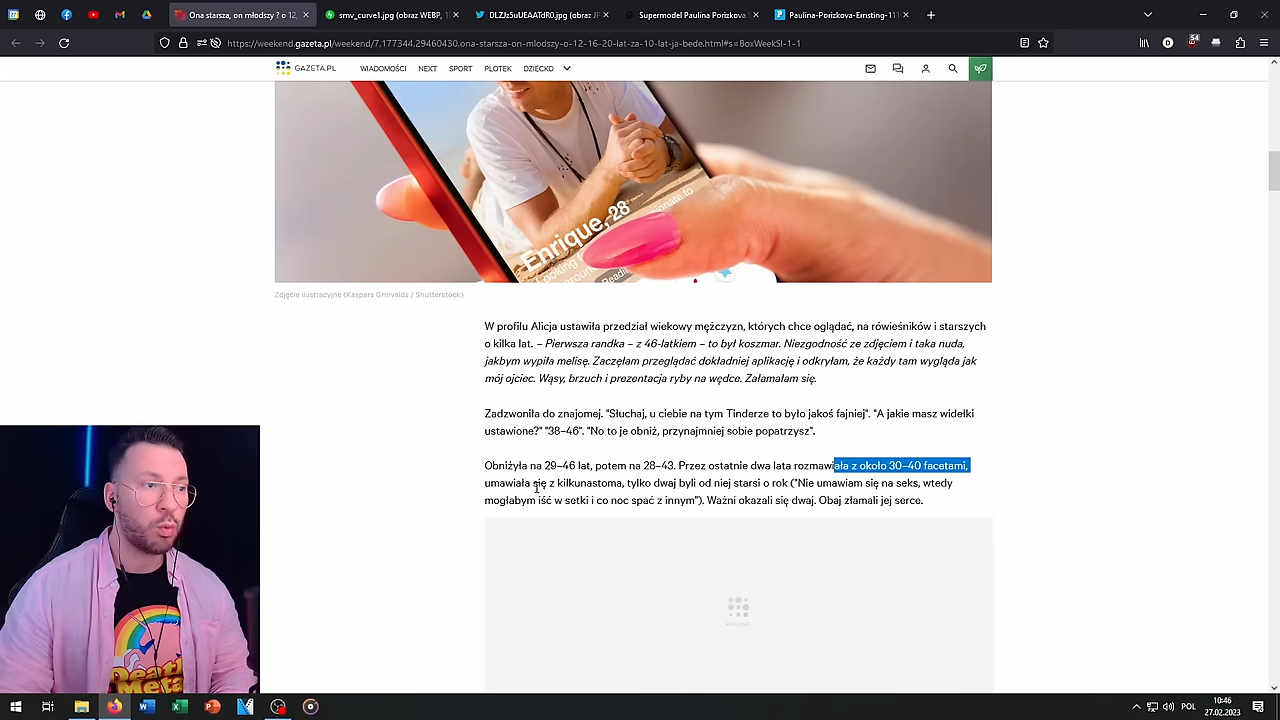 Ona starsza, on młodszy ? o 12,
smv_curve1.jpg (obraz WEBP, 1
DLZJz5uUEAATdR0.jpg (obraz JP
Supermodel Paulina Porizkova
Paulina-Porizkova-Ernsting-111
https://weekend.gazeta.pl/weekend/7,177344,29460430,ona-starsza-on-mlodszy-o-12-16-20-lat-za-10-lat-ja-bede.html#s=BoxWeekSl-1-1
54
GAZETA.PL WIADOMOŚCI NEXT SPORT PLOTEK DZIECKO
Enrique, 28
Zdjęcie ilustracyjne (Kaspars Grinvalds / Shutterstock)
W profilu Alicja ustawiła przedział wiekowy mężczyzn, których chce oglądać, na rówieśników i starszych
o kilka lat. – Pierwsza randka – z 46-latkiem – to był koszmar. Niezgodność ze zdjęciem i taka nuda,
jakbym wypiła melisę. Zaczęłam przeglądać dokładniej aplikację i odkryłam, że każdy tam wygląda jak
mój ojciec. Wąsy, brzuch i prezentacja ryby na wędce. Załamałam się.
Zadzwoniła do znajomej. "Słuchaj, u ciebie na tym Tinderze to było jakoś fajniej". "A jakie masz widełki
ustawione?" "38–46". "No to je obniż, przynajmniej sobie popatrzysz".
Obniżyła na 29–46 lat, potem na 28–43. Przez ostatnie dwa lata rozmawiała z około 30–40 facetami,
umawiała się z kilkunastoma, tylko dwaj byli od niej starsi o rok ("Nie umawiam się na seks, wtedy
mogłabym iść w setki i co noc spać z innym"). Ważni okazali się dwaj. Obaj złamali jej serce.
REKLAMA
Death
Metal
POL
10:46
27.02.2023